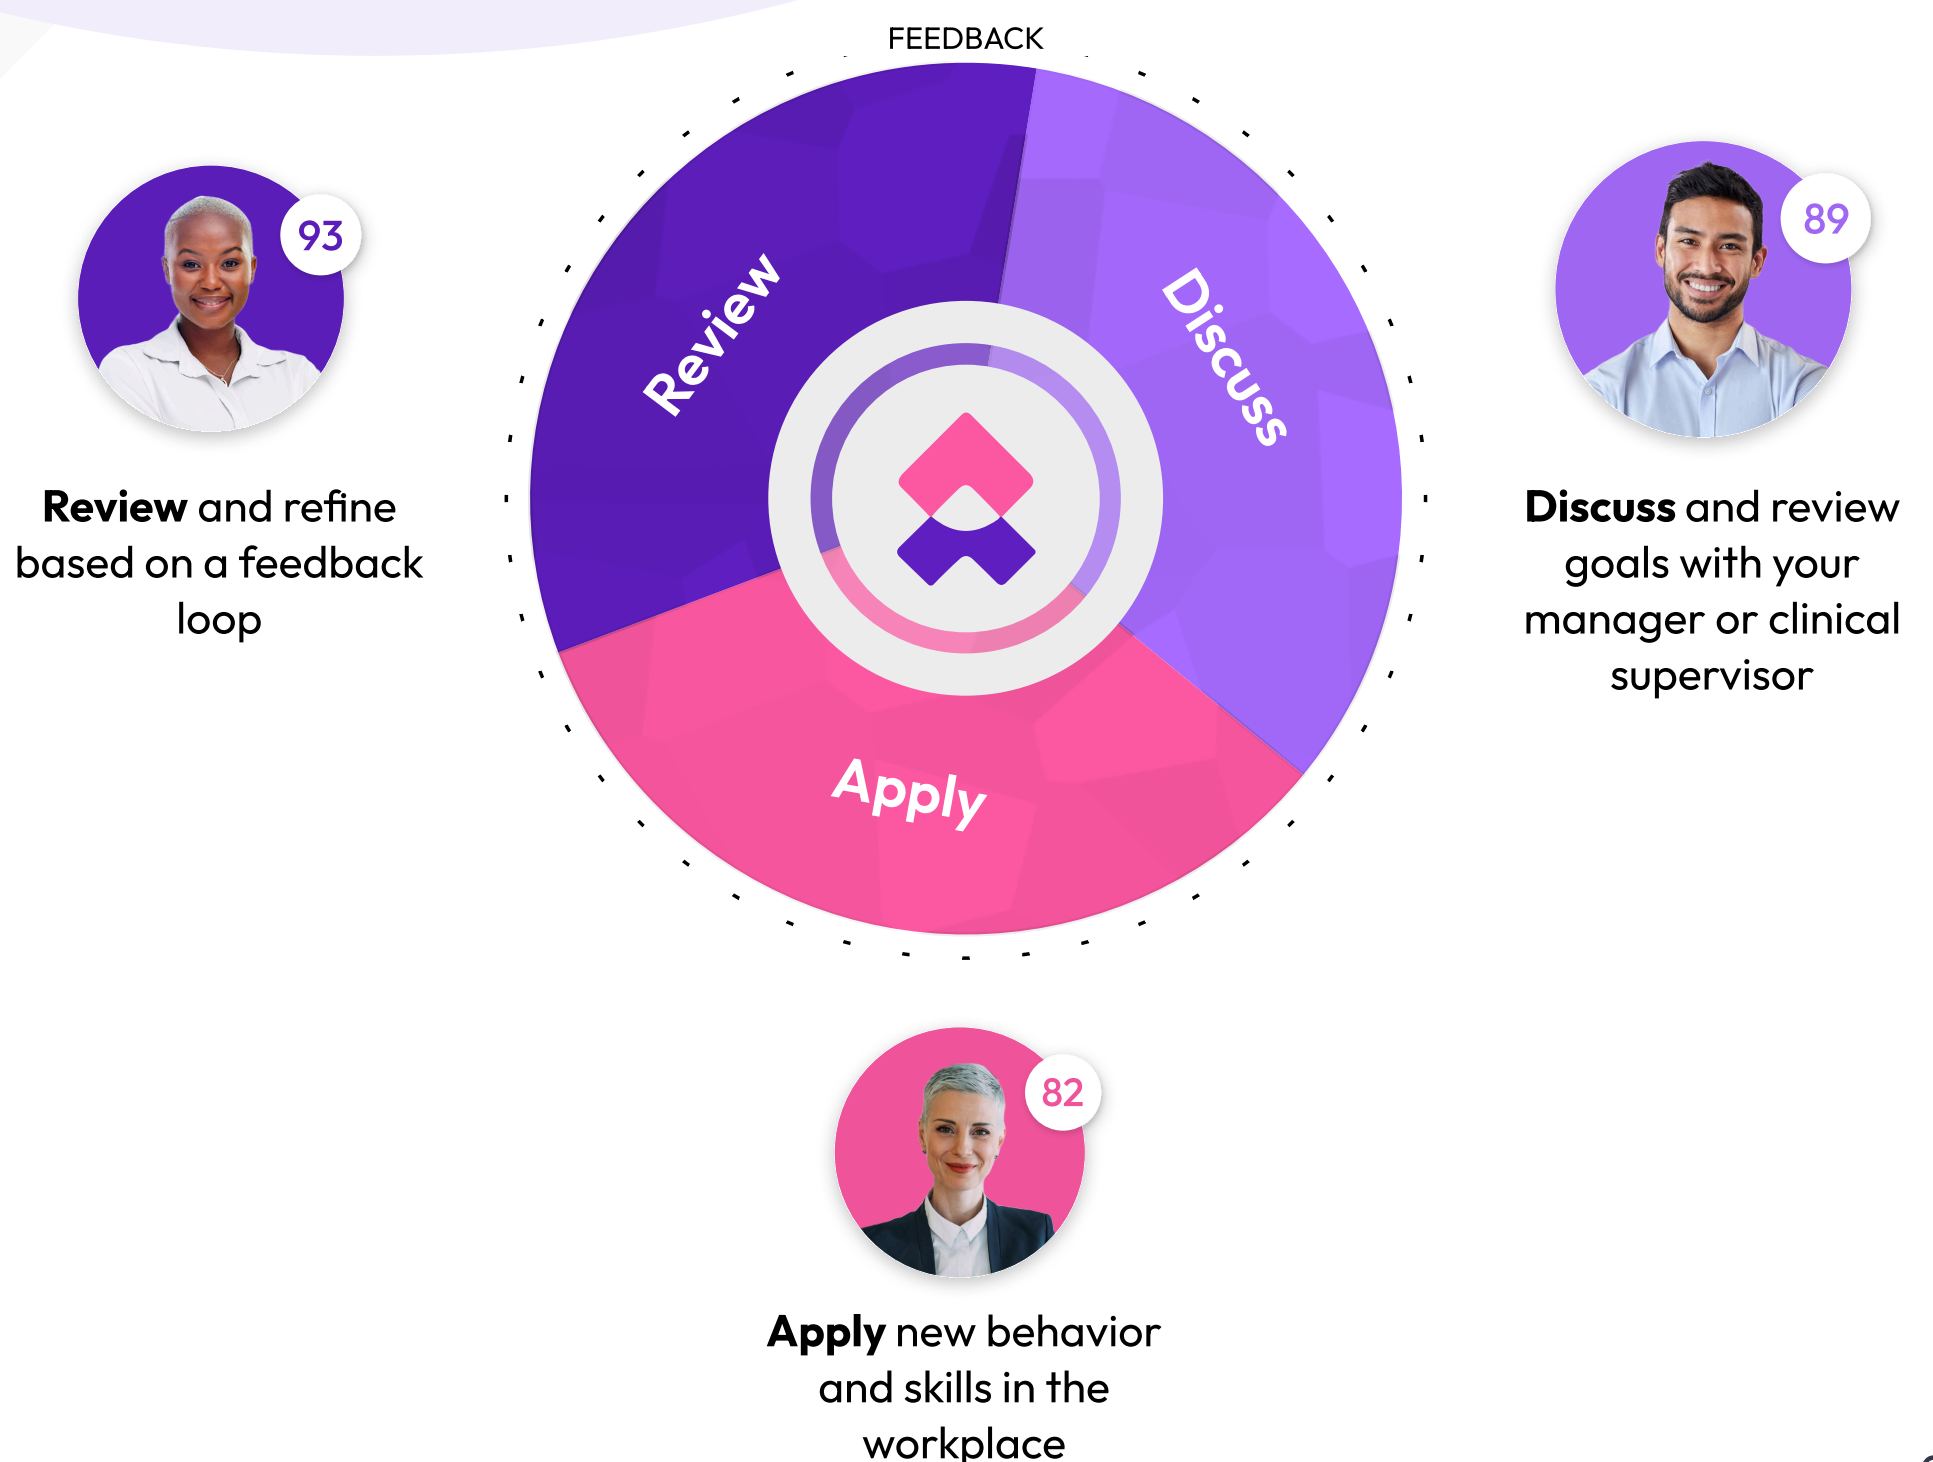 FEEDBACK
Review
Discuss
Apply
93
Review and refine
based on a feedback
loop
89
Discuss and review
goals with your
manager or clinical
supervisor
82
Apply new behavior
and skills in the
workplace